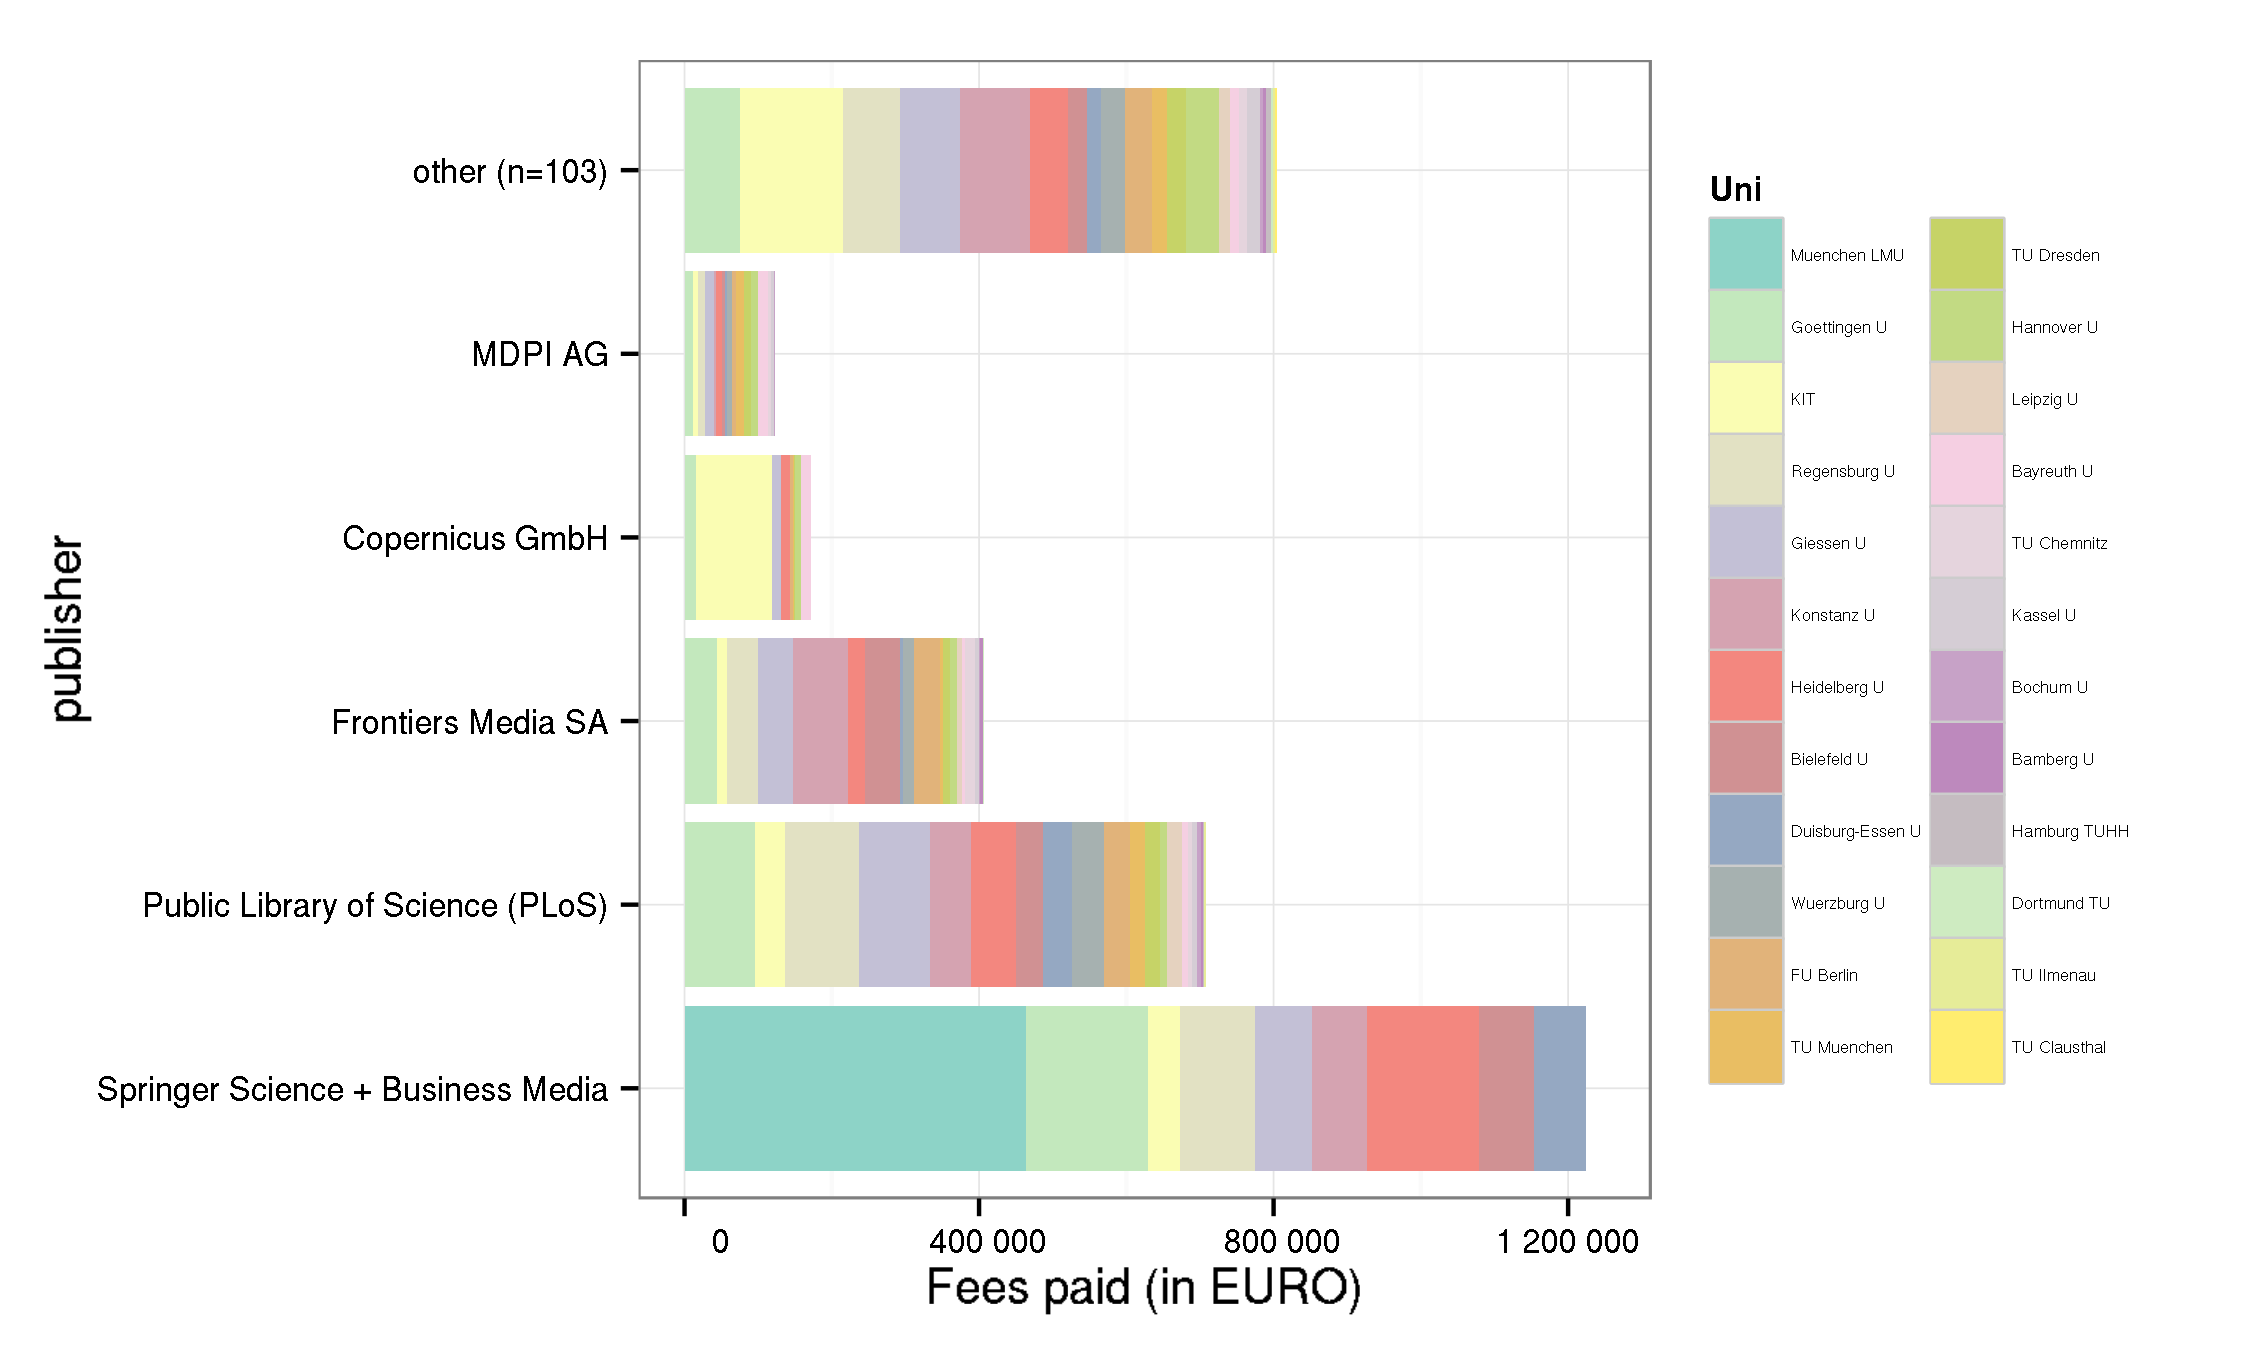 other (n=103)
MDPI AG
Copernicus GmbH
Frontiers Media SA
Public Library of Science (PLoS)
Springer Science + Business Media
publisher
0
400 000
800 000
1 200 000
Fees paid (in EURO)
Uni
Muenchen LMU
Goettingen U
KIT
Regensburg U
Giessen U
Konstanz U
Heidelberg U
Bielefeld U
Duisburg-Essen U
Wuerzburg U
FU Berlin
TU Muenchen
TU Dresden
Hannover U
Leipzig U
Bayreuth U
TU Chemnitz
Kassel U
Bochum U
Bamberg U
Hamburg TUHH
Dortmund TU
TU Ilmenau
TU Clausthal